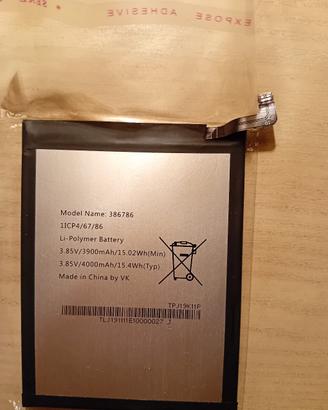 EXPOSE ADHESIVE
Model Name: 386786
1ICP4/67/86
Li-Polymer Battery
3.85V/3900mAh/15.02Wh(Min)
3.85V/4000mAh/15.4Wh(Typ)
Made in China by VK
TPJ19K11P
TLJ191I11E10000027 J